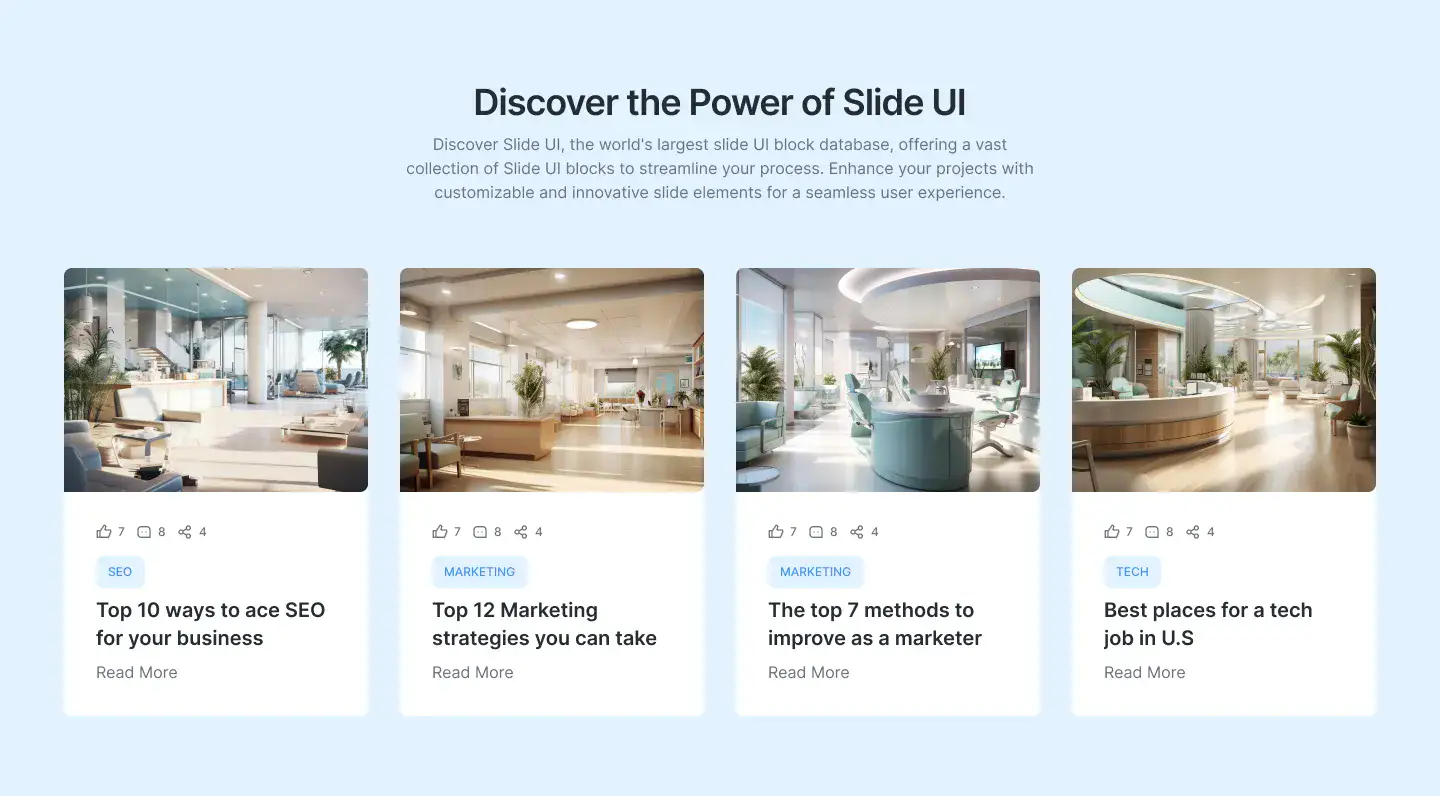 Discover the Power of Slide UI
Discover Slide UI, the world's largest slide UI block database, offering a vast
collection of Slide UI blocks to streamline your process. Enhance your projects with
customizable and innovative slide elements for a seamless user experience.
7 8 4
SEO
Top 10 ways to ace SEO
for your business
Read More
7 8 4
MARKETING
Top 12 Marketing
strategies you can take
Read More
7 8 4
MARKETING
The top 7 methods to
improve as a marketer
Read More
7 8 4
TECH
Best places for a tech
job in U.S
Read More